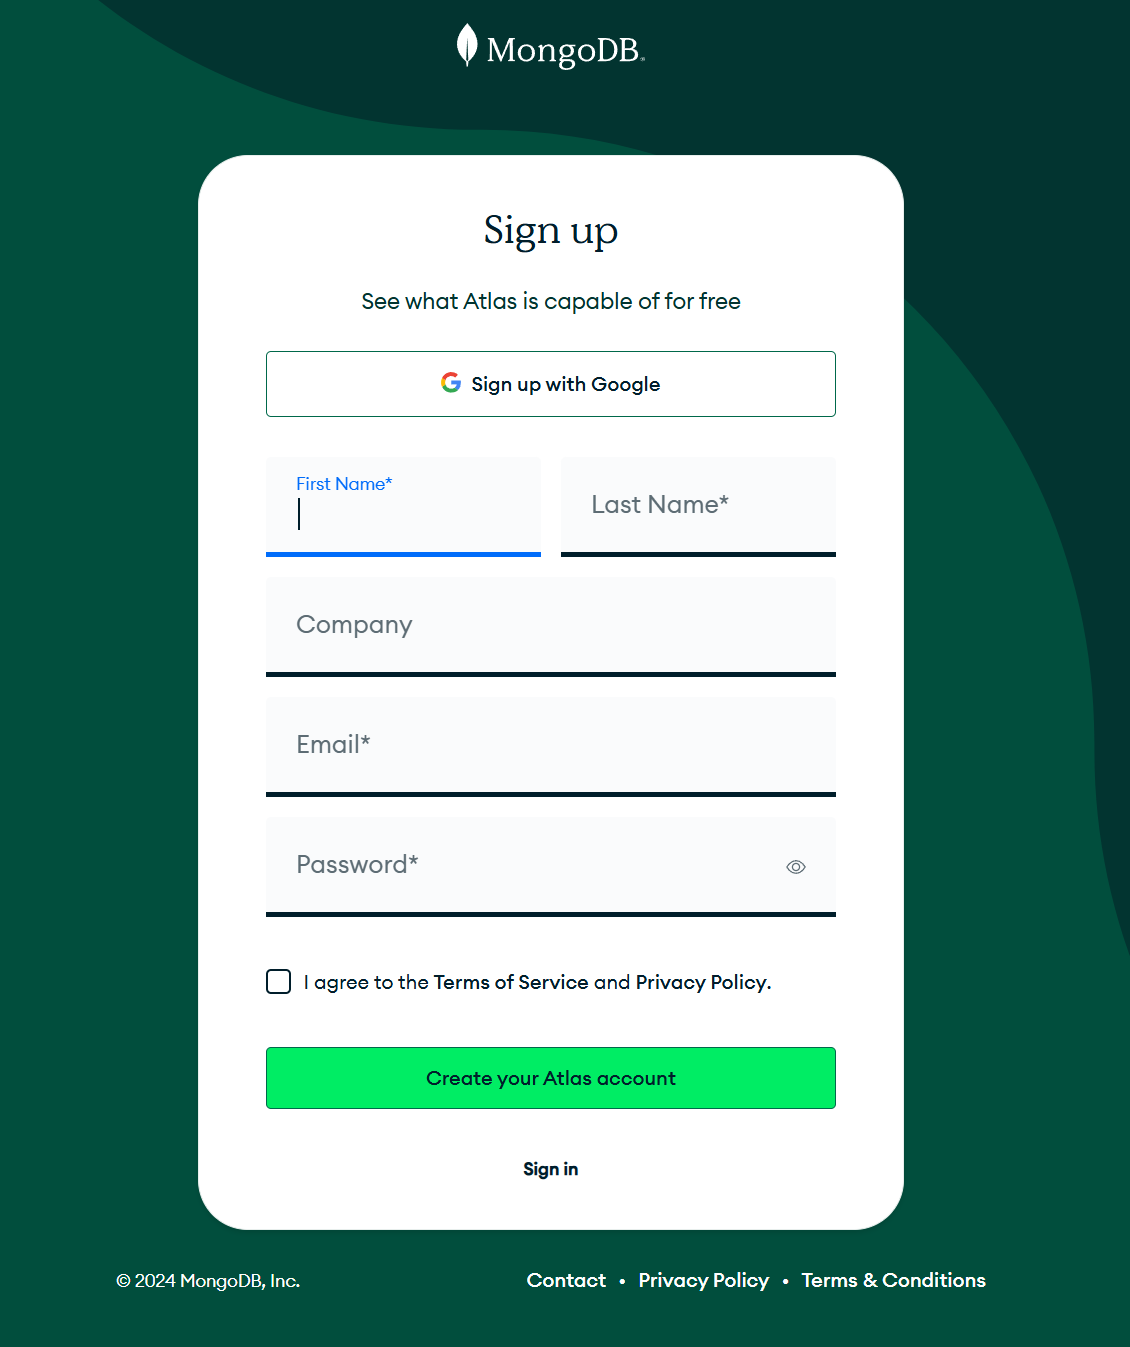 MongoDB®
Sign up
See what Atlas is capable of for free
Sign up with Google
First Name* Last Name*
Company
Email*
Password*
I agree to the Terms of Service and Privacy Policy.
Create your Atlas account
Sign in
© 2024 MongoDB, Inc. Contact • Privacy Policy • Terms & Conditions